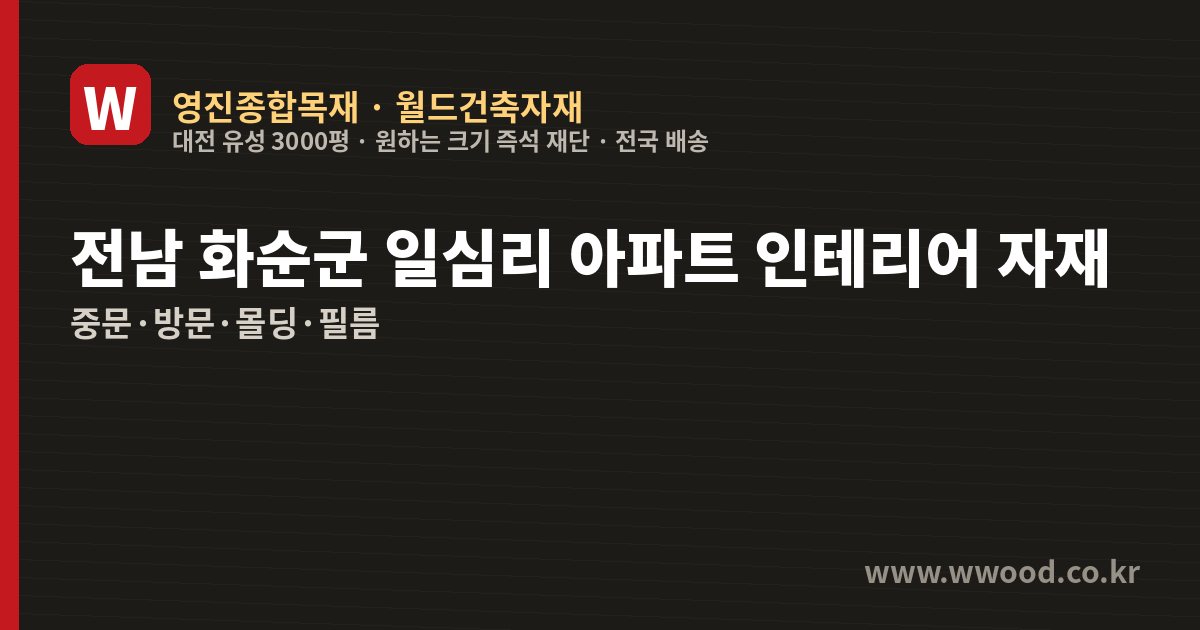 W
영진종합목재 · 월드건축자재
대전 유성 3000평 · 원하는 크기 즉석 재단 · 전국 배송
전남 화순군 일심리 아파트 인테리어 자재
중문·방문·몰딩·필름
www.wwood.co.kr